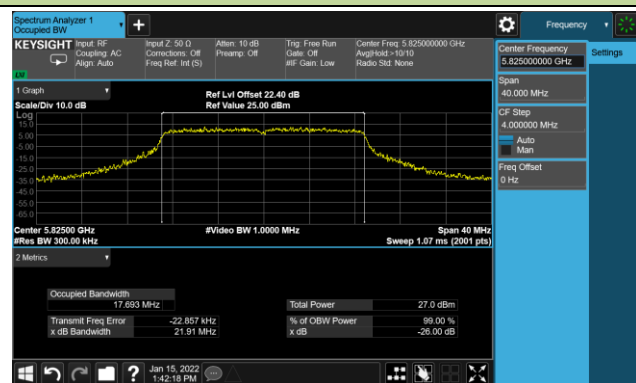 Spectrum Analyzer 1
Occupied BW
Frequency
KEYSIGHT
Input: RF
Coupling: AC
Align: Auto
Input Z: 50 Ω
Corrections: Off
Freq Ref: Int (S)
Atten: 10 dB
Preamp: Off
Trig: Free Run
Gate: Off
#IF Gain: Low
Center Freq: 5.825000000 GHz
Avg|Hold:>10/10
Radio Std: None
Center Frequency
5.825000000 GHz
Settings
Span
40.000 MHz
CF Step
4.000000 MHz
Auto
Man
Freq Offset
0 Hz
1 Graph
Scale/Div 10.0 dB
Ref Lvl Offset 22.40 dB
Ref Value 25.00 dBm
Log
15.0
5.00
-5.00
-15.0
-25.0
-35.0
-45.0
-55.0
-65.0
Center 5.82500 GHz
#Res BW 300.00 kHz
#Video BW 1.0000 MHz
Span 40 MHz
Sweep 1.07 ms (2001 pts)
2 Metrics
Occupied Bandwidth
17.693 MHz
Transmit Freq Error -22.857 kHz
x dB Bandwidth 21.91 MHz
Total Power 27.0 dBm
% of OBW Power 99.00 %
x dB -26.00 dB
?
Jan 15, 2022
1:42:18 PM